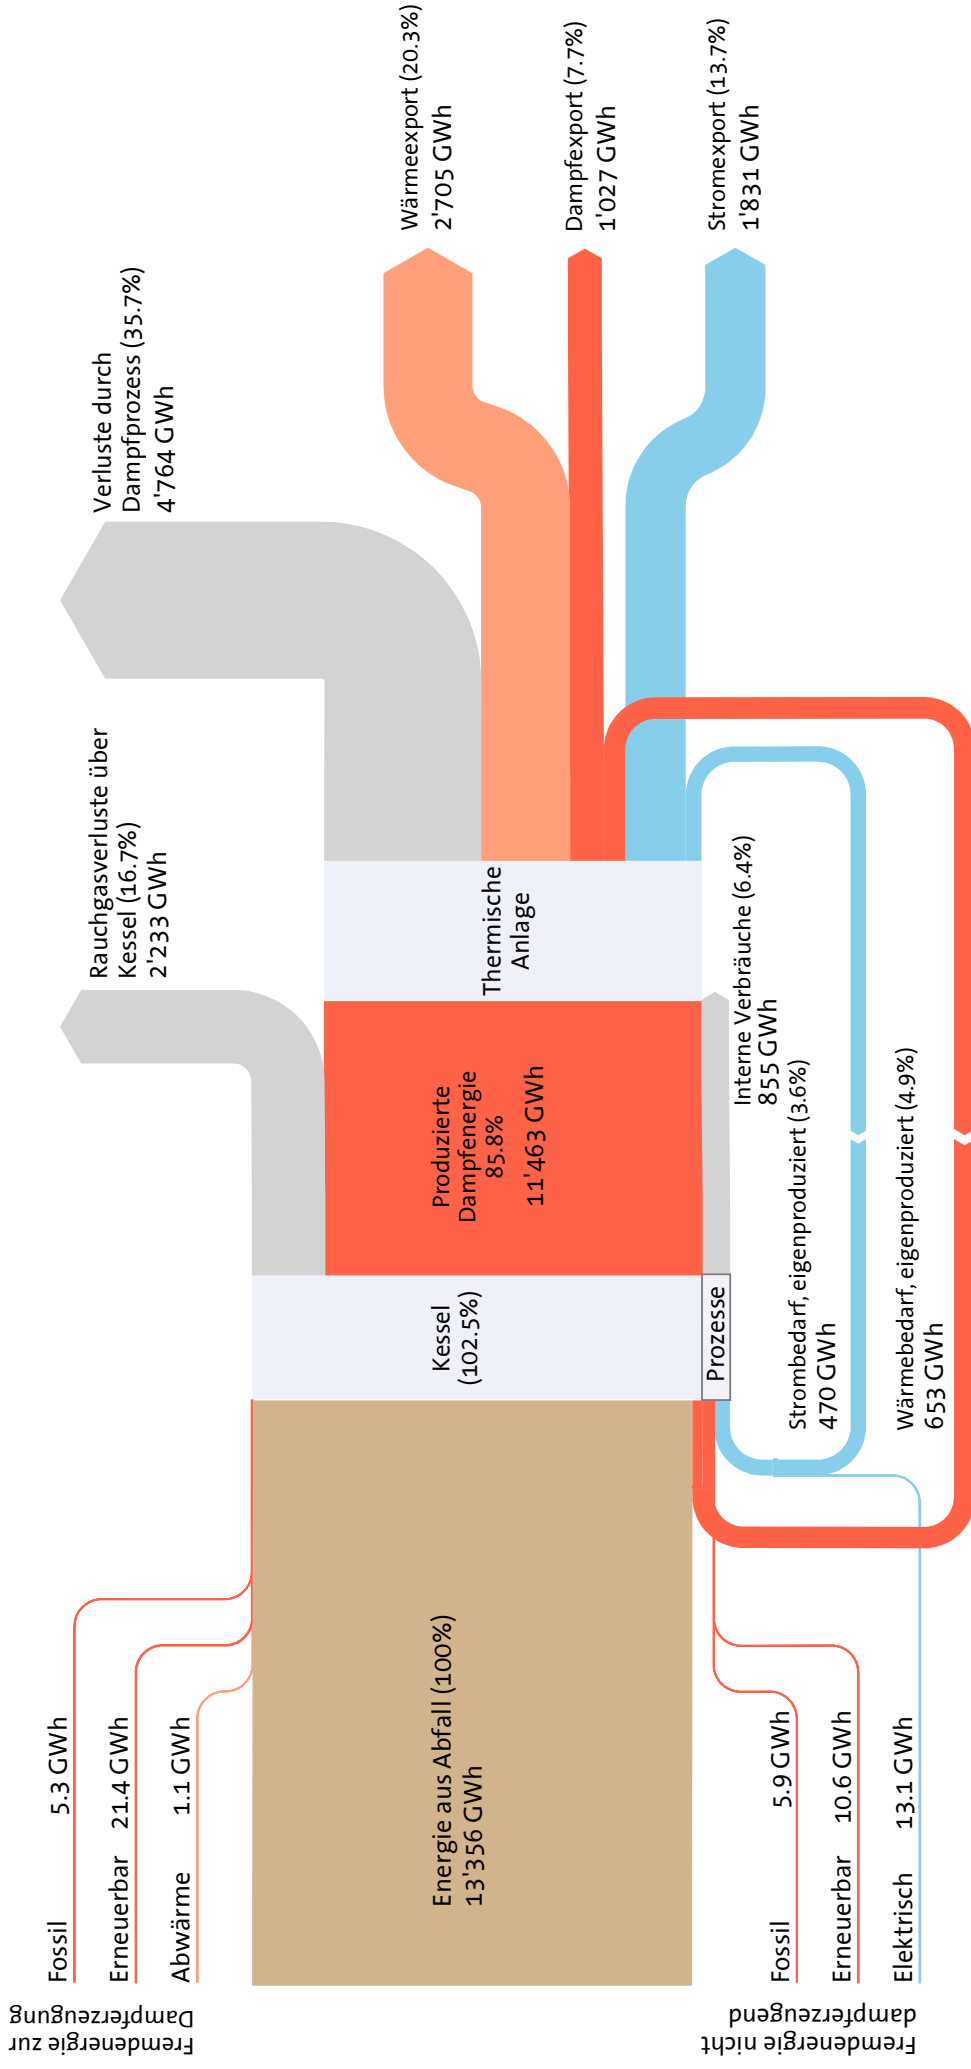 Fremdenergie zur
Dampferzeugung
Fossil 5.3 GWh
Erneuerbar 21.4 GWh
Abwärme 1.1 GWh
Energie aus Abfall (100%)
13'356 GWh
Fremdenergie nicht
dampferzeugend
Fossil 5.9 GWh
Erneuerbar 10.6 GWh
Elektrisch 13.1 GWh
Kessel
(102.5%)
Prozesse
Rauchgasverluste über
Kessel (16.7%)
2'233 GWh
Produzierte
Dampfenergie
85.8%
11'463 GWh
Interne Verbräuche (6.4%)
855 GWh
Strombedarf, eigenproduziert (3.6%)
470 GWh
Wärmebedarf, eigenproduziert (4.9%)
653 GWh
Thermische
Anlage
Verluste durch
Dampfprozess (35.7%)
4'764 GWh
Wärmeexport (20.3%)
2'705 GWh
Dampfexport (7.7%)
1'027 GWh
Stromexport (13.7%)
1'831 GWh